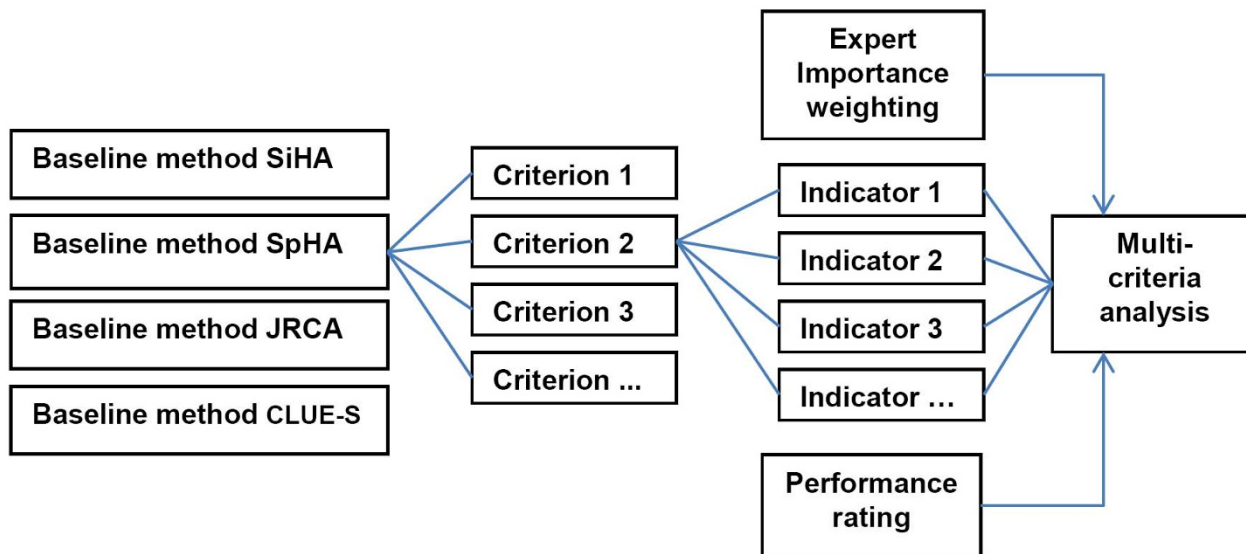 Baseline method SiHA
Baseline method SpHA
Baseline method JRCA
Baseline method CLUE-S
Criterion 1
Criterion 2
Criterion 3
Criterion ...
Expert
Importance
weighting
Indicator 1
Indicator 2
Indicator 3
Indicator …
Performance
rating
Multi-
criteria
analysis